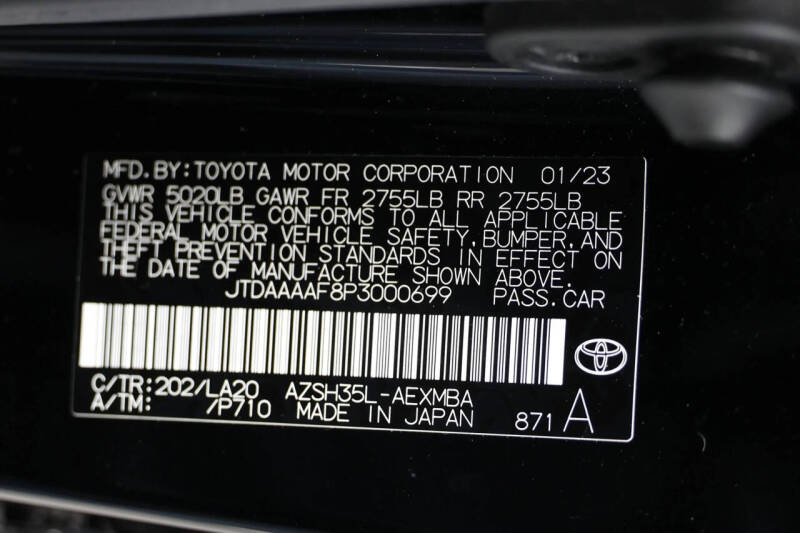 MFD.BY:TOYOTA MOTOR CORPORATION 01/23
GVWR 5020LB GAWR FR 2755LB RR 2755LB
THIS VEHICLE CONFORMS TO ALL APPLICABLE
FEDERAL MOTOR VEHICLE SAFETY,BUMPER,AND
THEFT PREVENTION STANDARDS IN EFFECT ON
THE DATE OF MANUFACTURE SHOWN ABOVE.
JTDAAAAF8P3000699 PASS.CAR
C/TR:202/LA20 AZSH35L-AEXMBA
A/TM: /P710 MADE IN JAPAN 871 A